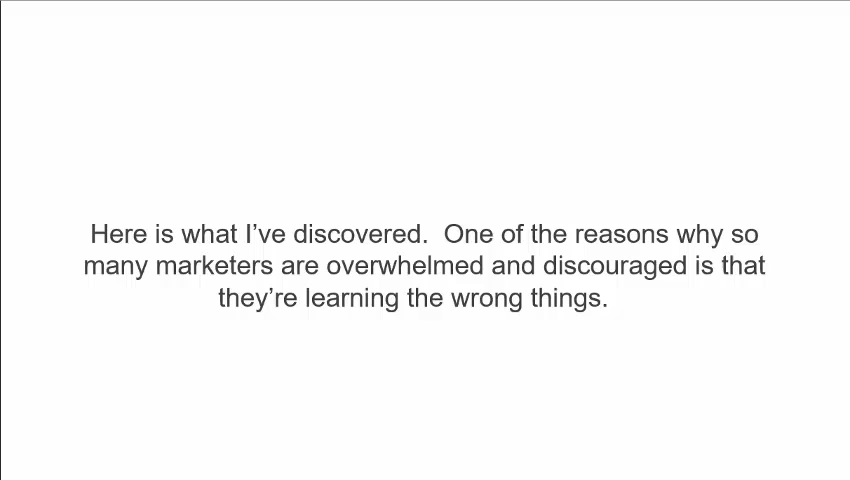 Here is what I’ve discovered.  One of the reasons why so
many marketers are overwhelmed and discouraged is that
they’re learning the wrong things.